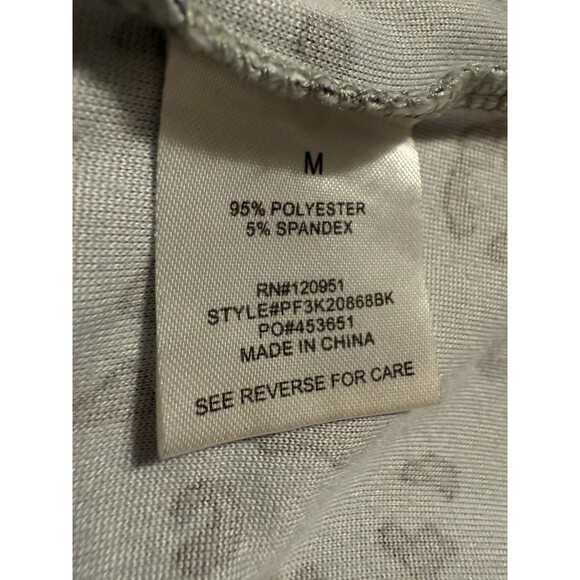 M
95% POLYESTER
5% SPANDEX
RN#120951
STYLE#PF3K20868BK
PO#453651
MADE IN CHINA
SEE REVERSE FOR CARE